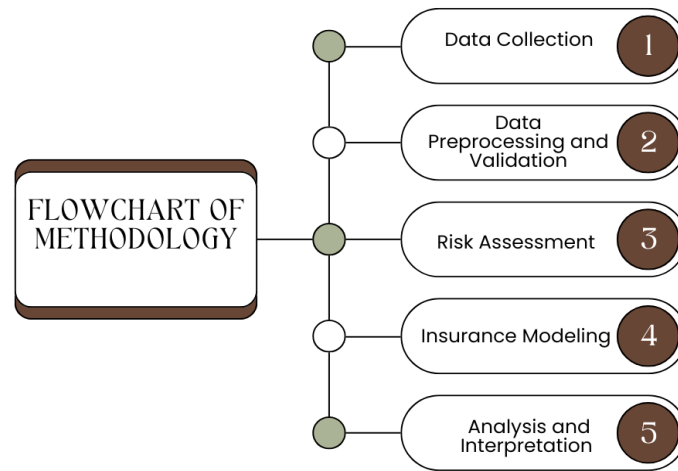 FLOWCHART OF
METHODOLOGY
Data Collection
1
Data
Preprocessing and
Validation
2
Risk Assessment
3
Insurance Modeling
4
Analysis and
Interpretation
5